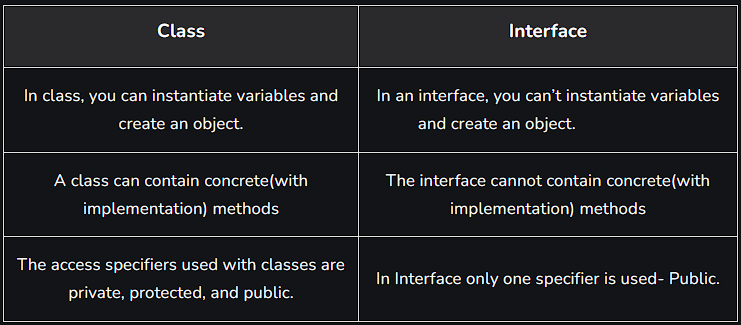 Class
Interface
In class, you can instantiate variables and
create an object.
In an interface, you can’t instantiate variables
and create an object.
A class can contain concrete(with
implementation) methods
The interface cannot contain concrete(with
implementation) methods
The access specifiers used with classes are
private, protected, and public.
In Interface only one specifier is used- Public.